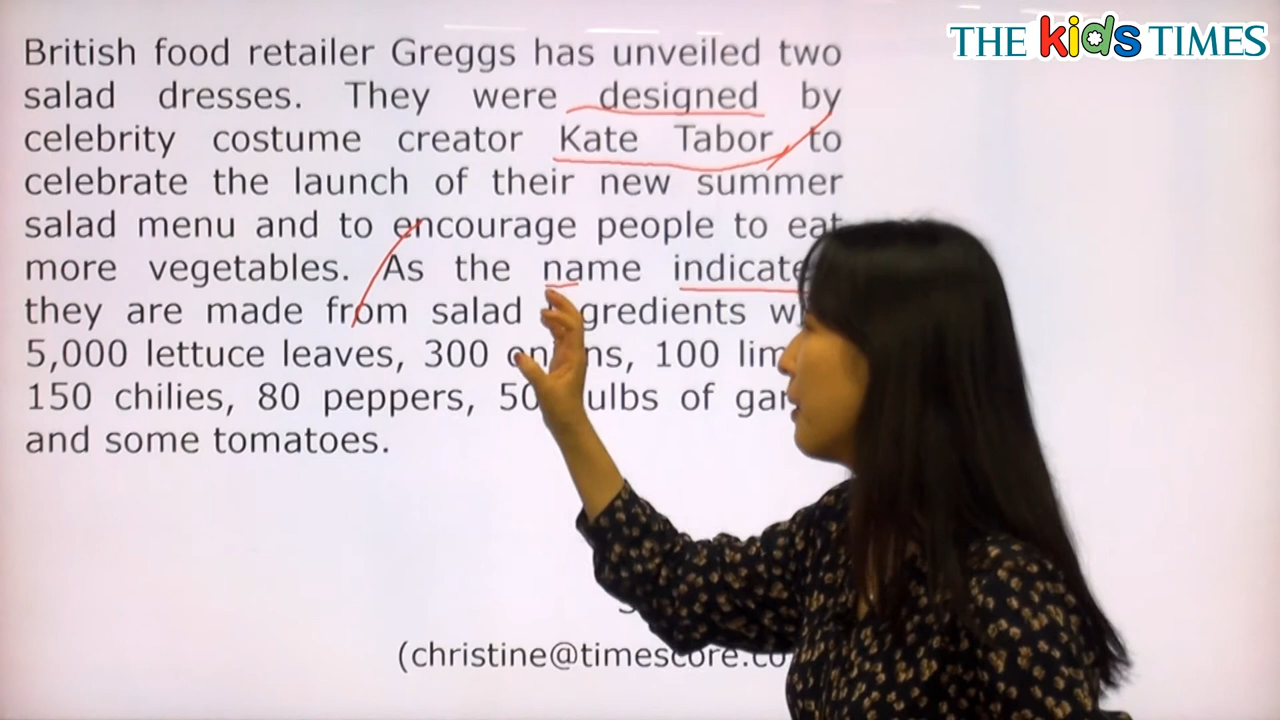 THE kids TIMES
British food retailer Greggs has unveiled two
salad dresses. They were designed by
celebrity costume creator Kate Tabor to
celebrate the launch of their new summer
salad menu and to encourage people to eat
more vegetables. As the name
they are made from salad
5,000 lettuce leaves, 300 100
150 chilies, 80 peppers, 50 of
and some tomatoes.